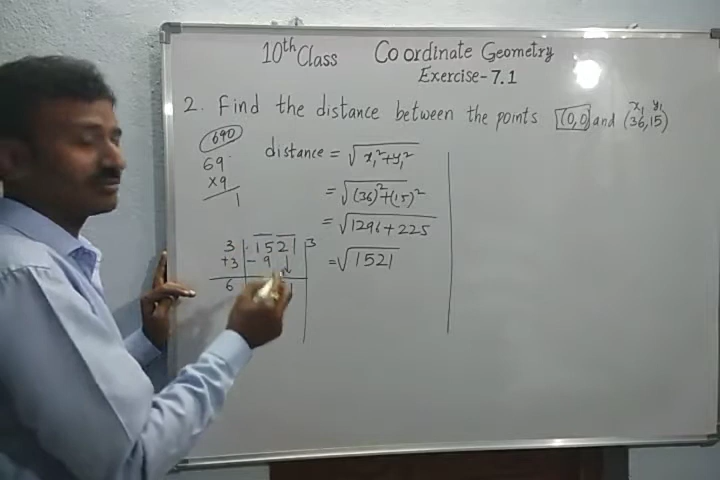 10th Class Coordinate Geometry
Exercise-7.1
2. Find the distance between the points (0,0) and (36,15)
x₁ y₁
690
69
x9
1
distance = √x₁²+y₁²
= √(36)²+(15)²
= √1296+225
= √1521
3 1521 3
+3 -9 ↓
6